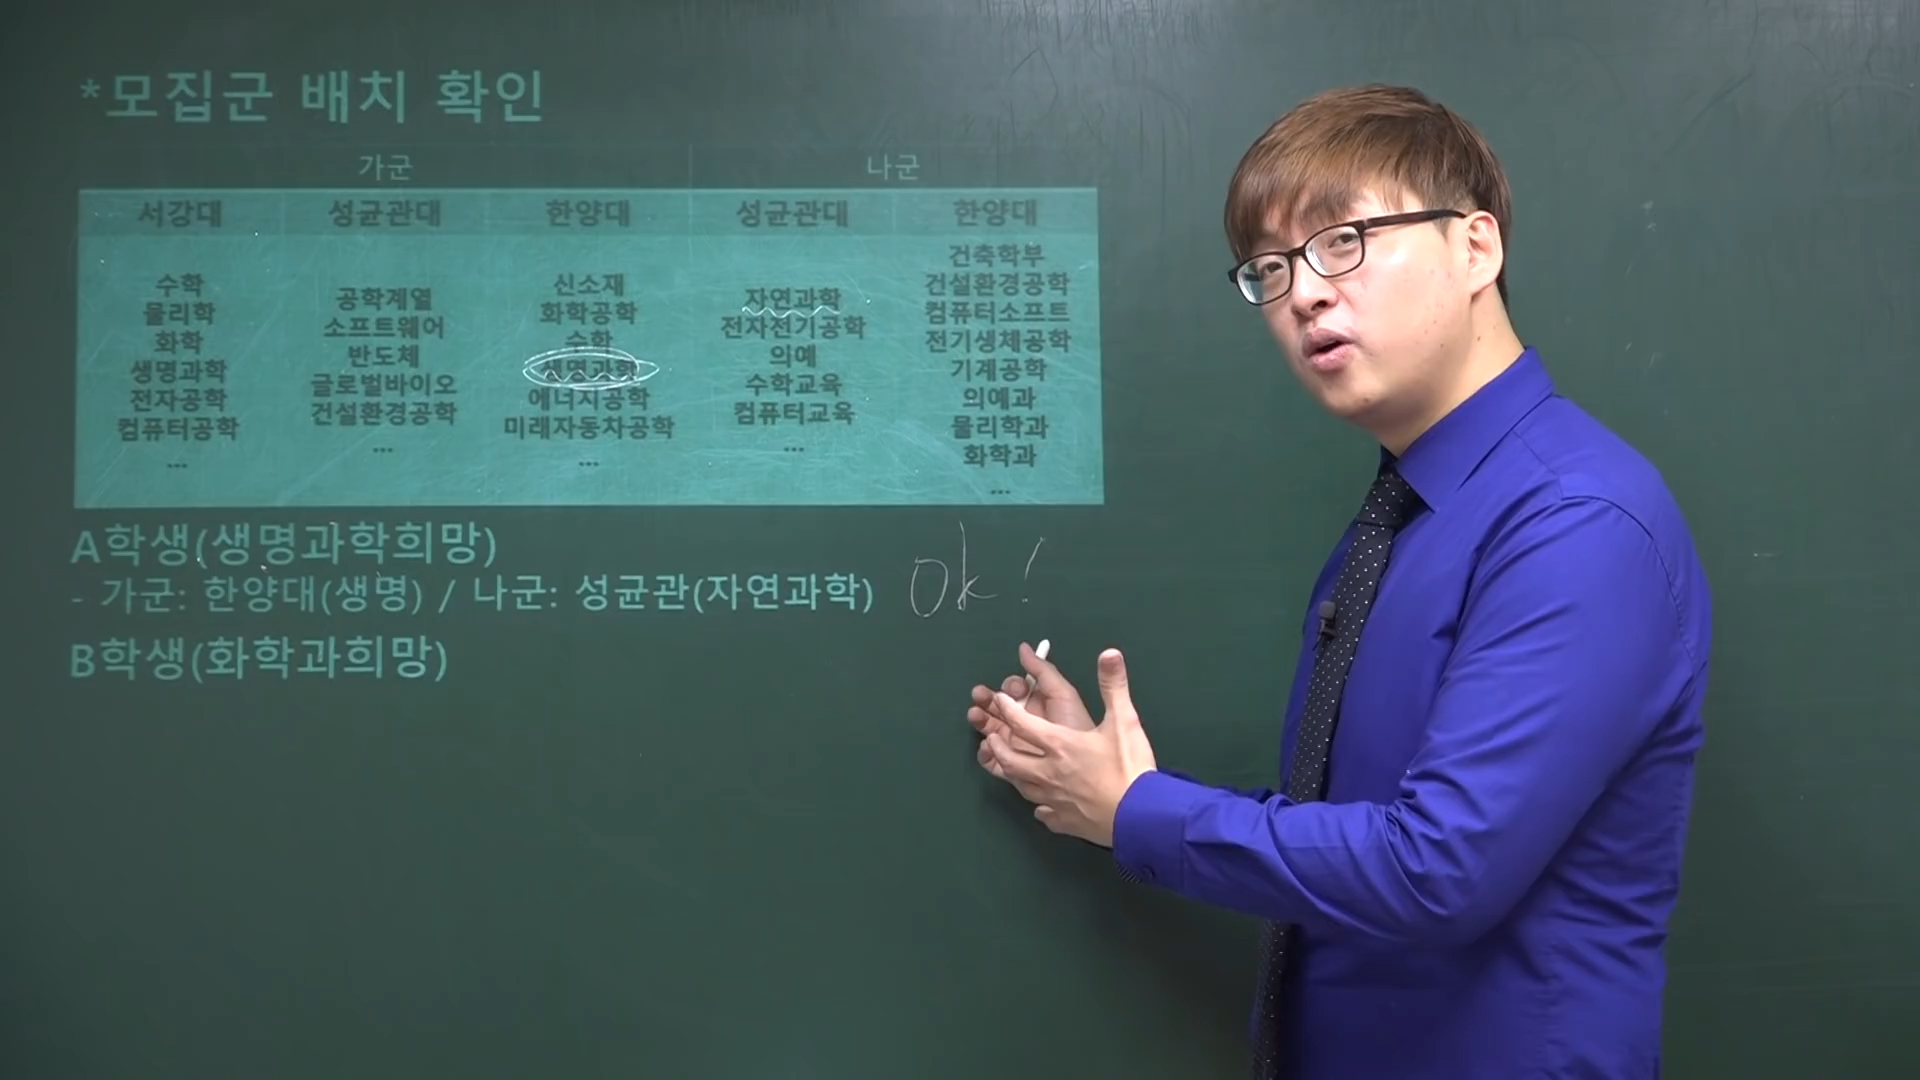 *모집군 배치 확인
가군 나군
서강대 성균관대 한양대 성균관대 한양대
수학
물리학
화학
생명과학
전자공학
컴퓨터공학
...
공학계열
소프트웨어
반도체
글로벌바이오
건설환경공학
...
신소재
화학공학
수학
생명과학
에너지공학
미래자동차공학
...
자연과학
전자전기공학
의예
수학교육
컴퓨터교육
...
건축학부
건설환경공학
컴퓨터소프트
전기생체공학
기계공학
의예과
물리학과
화학과
...
A학생(생명과학희망)
- 가군: 한양대(생명) / 나군: 성균관(자연과학) Ok!
B학생(화학과희망)